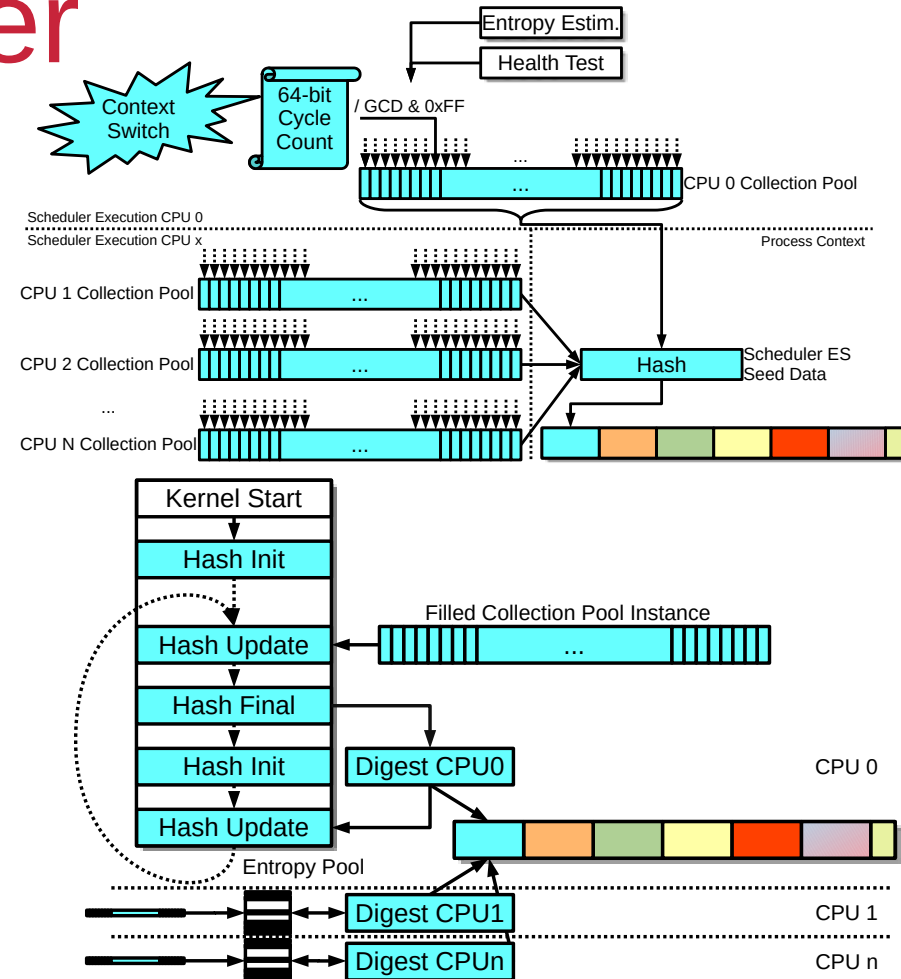 er
Entropy Estim.
Health Test
Context
Switch
64-bit
Cycle
Count
/ GCD & 0xFF
...
...
CPU 0 Collection Pool
Scheduler Execution CPU 0
Scheduler Execution CPU x
Process Context
CPU 1 Collection Pool
...
CPU 2 Collection Pool
...
Hash
Scheduler ES
Seed Data
...
CPU N Collection Pool
...
Kernel Start
Hash Init
Filled Collection Pool Instance
Hash Update
...
Hash Final
Hash Init
Digest CPU0
CPU 0
Hash Update
Entropy Pool
Digest CPU1
CPU 1
Digest CPUn
CPU n